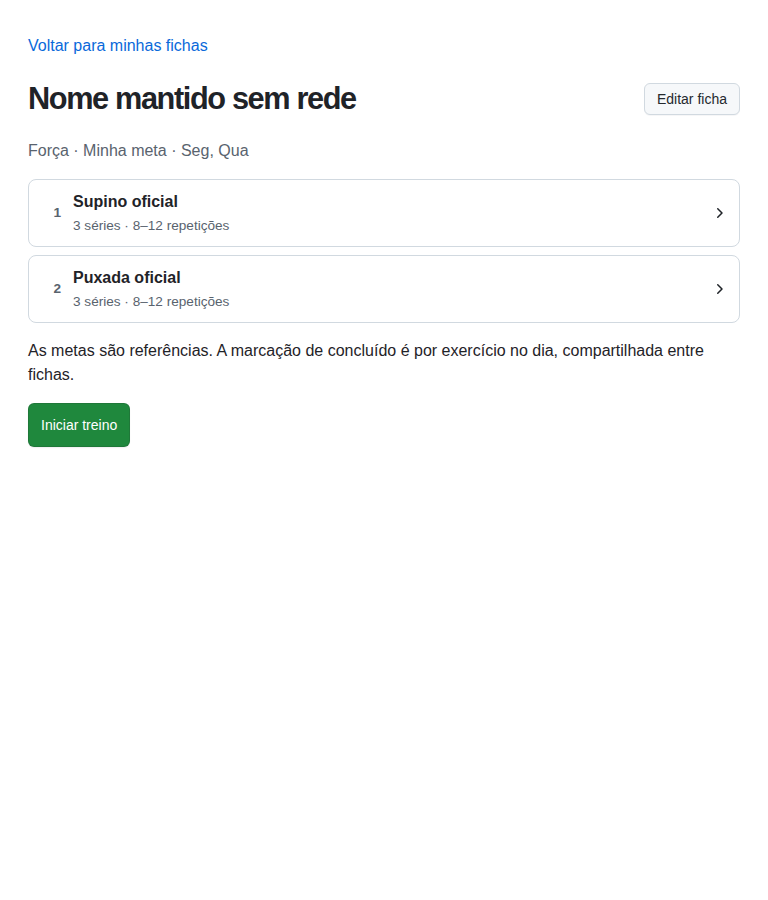 Voltar para minhas fichas
Nome mantido sem rede
Editar ficha
Força · Minha meta · Seg, Qua
1
Supino oficial
3 séries · 8–12 repetições
2
Puxada oficial
3 séries · 8–12 repetições
As metas são referências. A marcação de concluído é por exercício no dia, compartilhada entre
fichas.
Iniciar treino